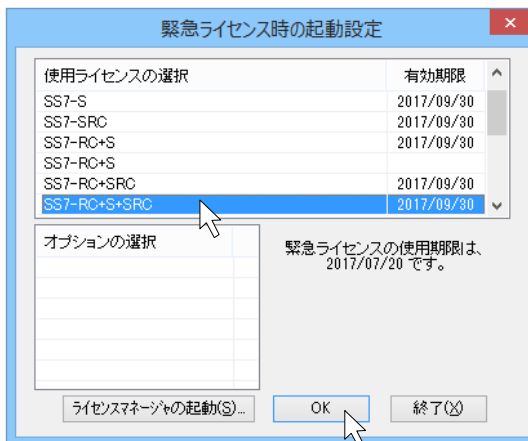 緊急ライセンス時の起動設定
使用ライセンスの選択 有効期限
SS7-S 2017/09/30
SS7-SRC 2017/09/30
SS7-RC+S 2017/09/30
SS7-RC+S
SS7-RC+SRC 2017/09/30
SS7-RC+S+SRC 2017/09/30
オプションの選択
緊急ライセンスの使用期限は、
2017/07/20 です。
ライセンスマネージャの起動(S)... OK 終了(X)